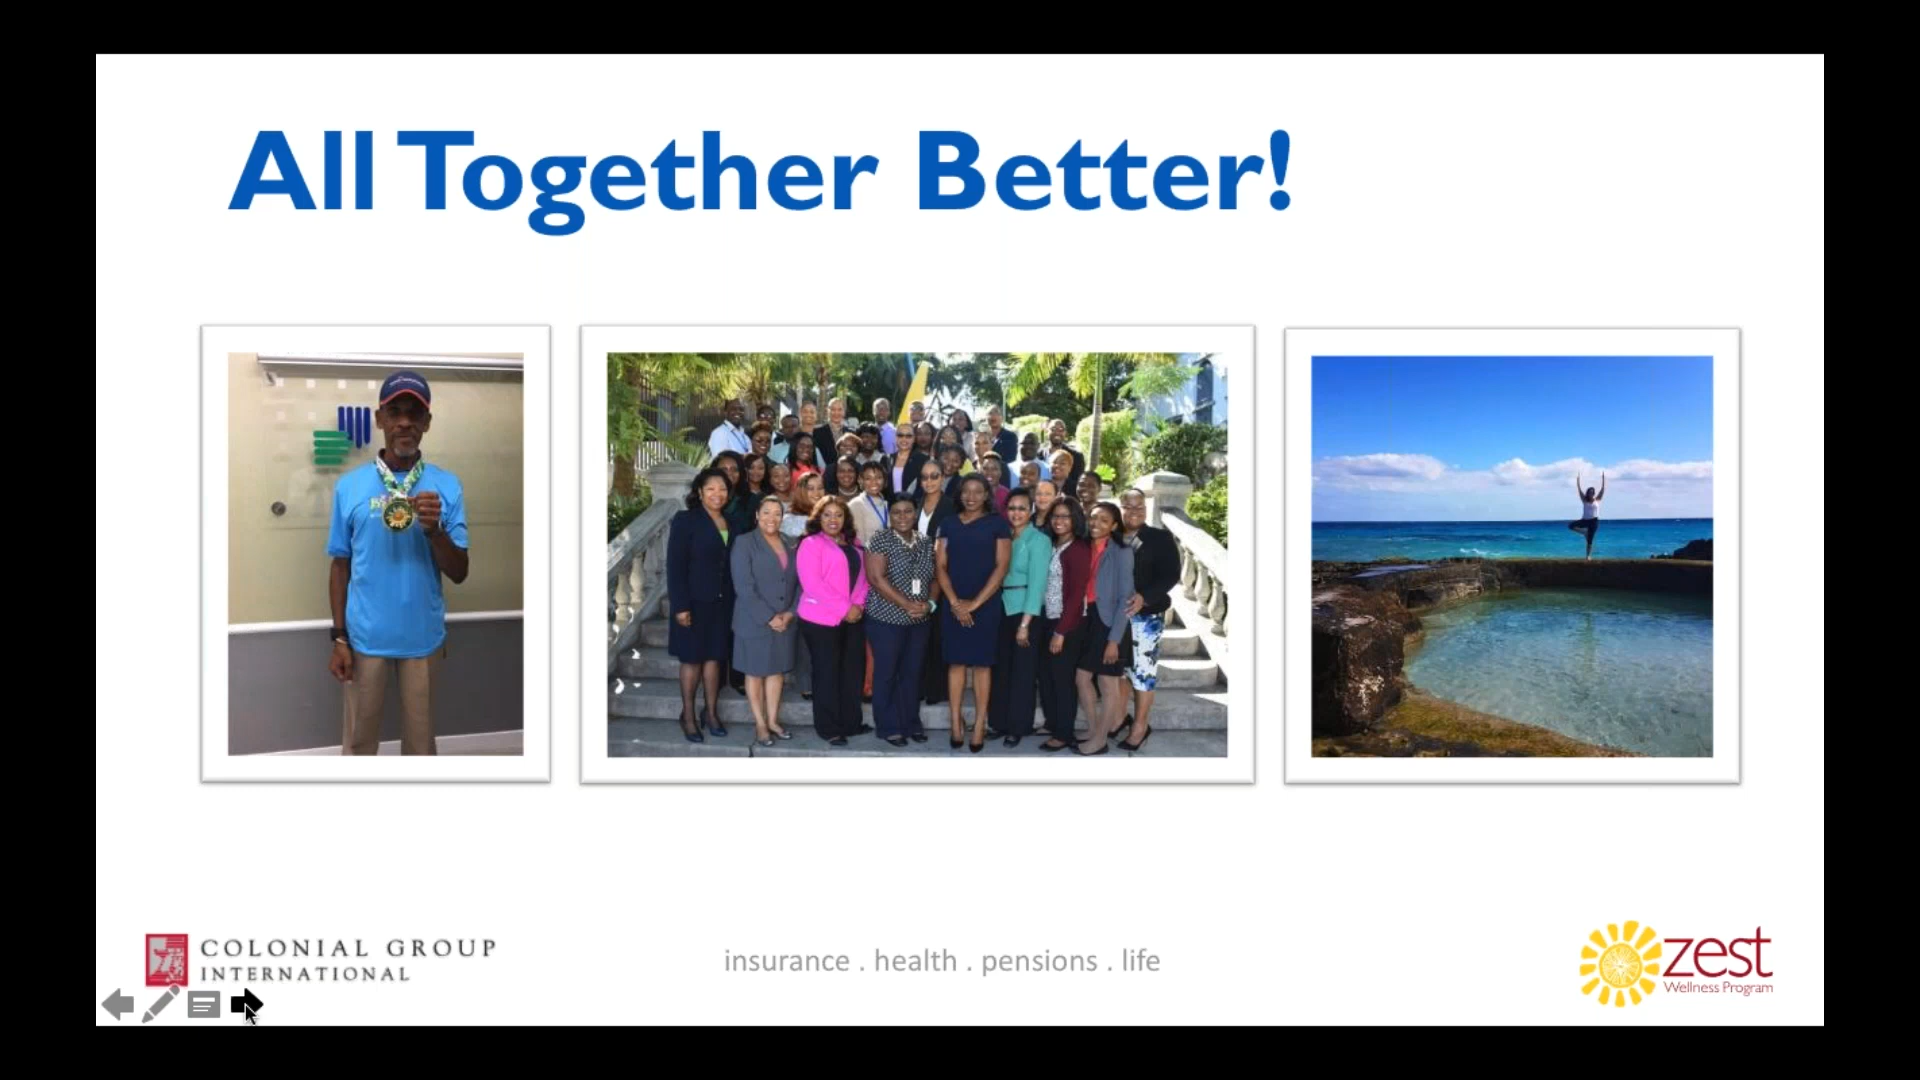 All Together Better!
COLONIAL GROUP
INTERNATIONAL
insurance . health . pensions . life
zest
Wellness Program